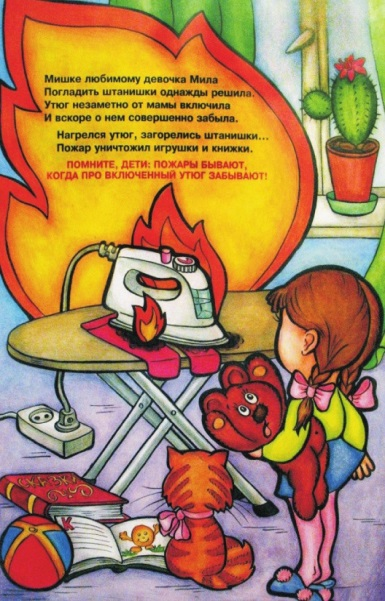 Мишке любимому девочка Мила
Погладить штанишки однажды решила.
Утюг незаметно от мамы включила
И вскоре о нем совершенно забыла.
Нагрелся утюг, загорелись штанишки...
Пожар уничтожил игрушки и книжки.
ПОМНИТЕ, ДЕТИ: ПОЖАРЫ БЫВАЮТ,
КОГДА ПРО ВКЛЮЧЕННЫЙ УТЮГ ЗАБЫВАЮТ!
К